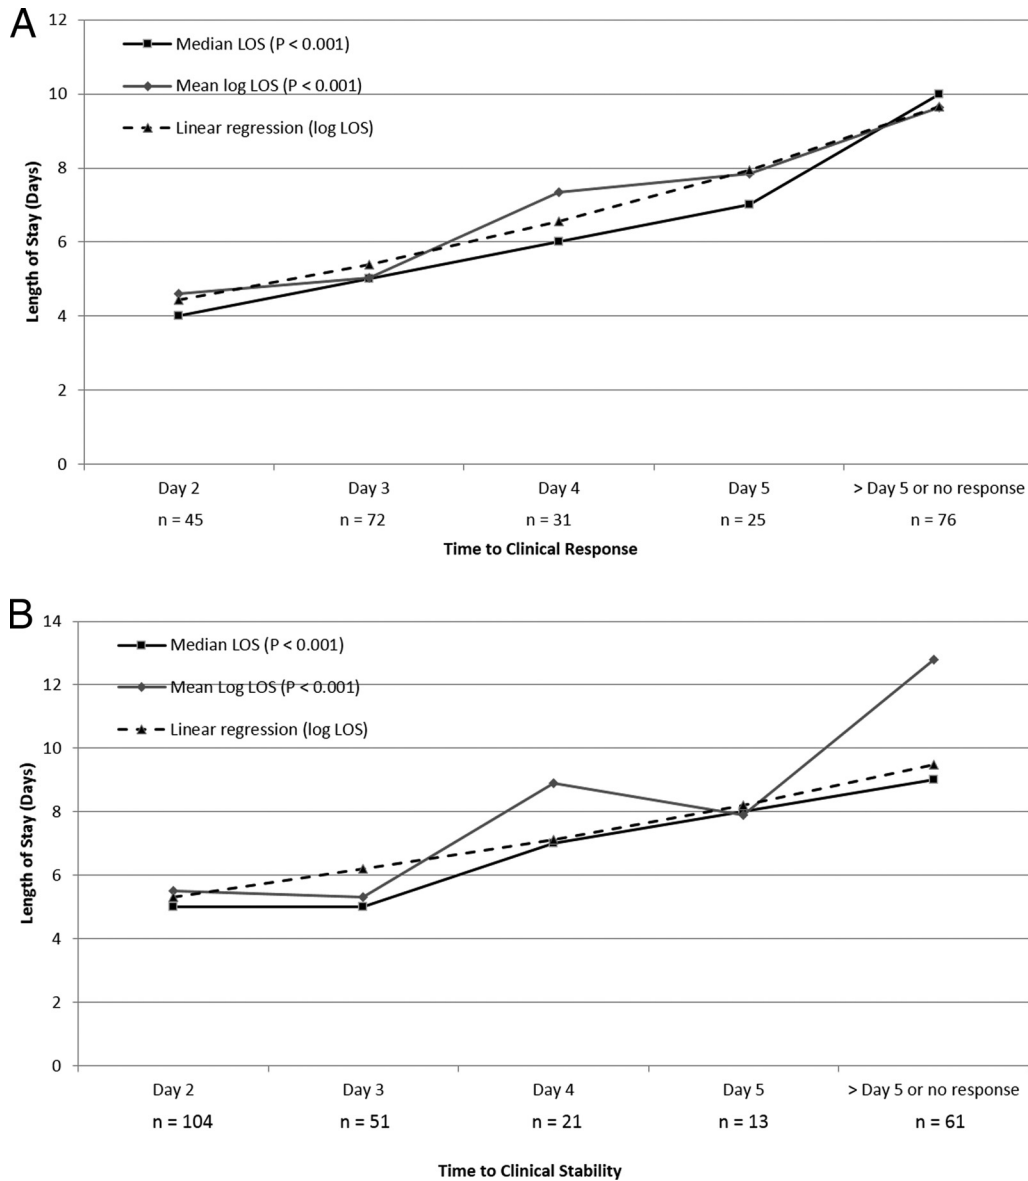 A
12
10
8
6
4
2
0
Length of Stay (Days)
Median LOS (P < 0.001)
Mean log LOS (P < 0.001)
Linear regression (log LOS)
Day 2 Day 3 Day 4 Day 5 > Day 5 or no response
n = 45 n = 72 n = 31 n = 25 n = 76
Time to Clinical Response
B
14
12
10
8
6
4
2
0
Length of Stay (Days)
Median LOS (P < 0.001)
Mean Log LOS (P < 0.001)
Linear regression (log LOS)
Day 2 Day 3 Day 4 Day 5 > Day 5 or no response
n = 104 n = 51 n = 21 n = 13 n = 61
Time to Clinical Stability